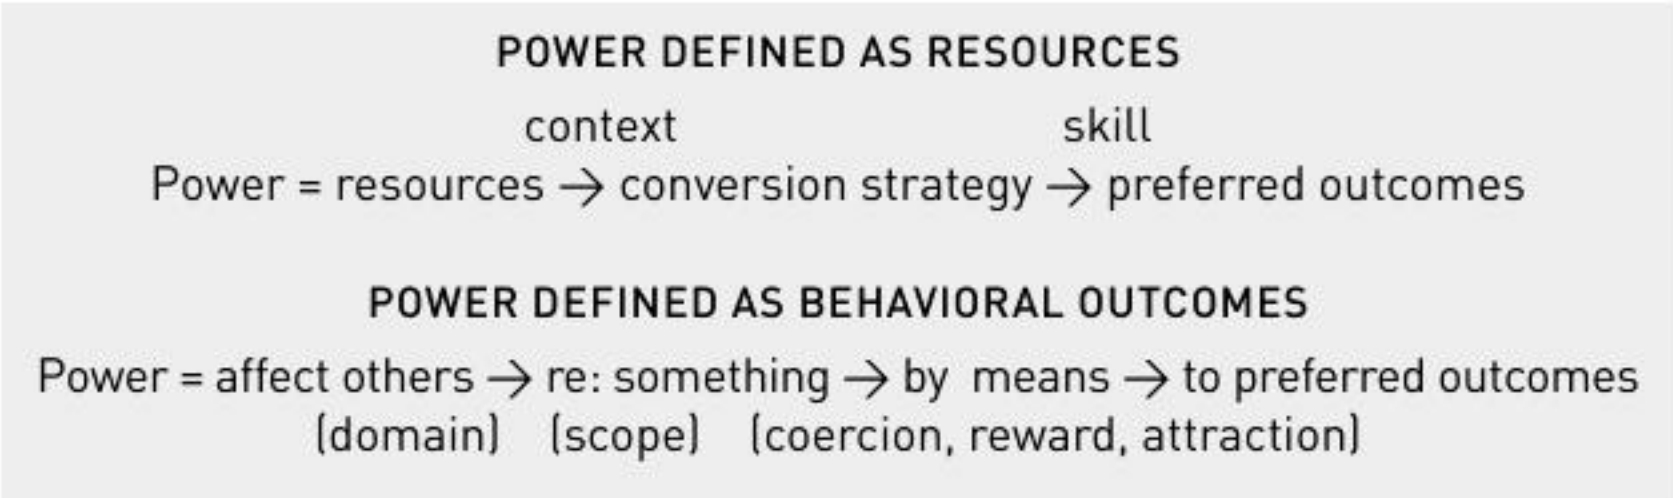 POWER DEFINED AS RESOURCES
context skill
Power = resources → conversion strategy → preferred outcomes
POWER DEFINED AS BEHAVIORAL OUTCOMES
Power = affect others → re: something → by means → to preferred outcomes
(domain) (scope) (coercion, reward, attraction)